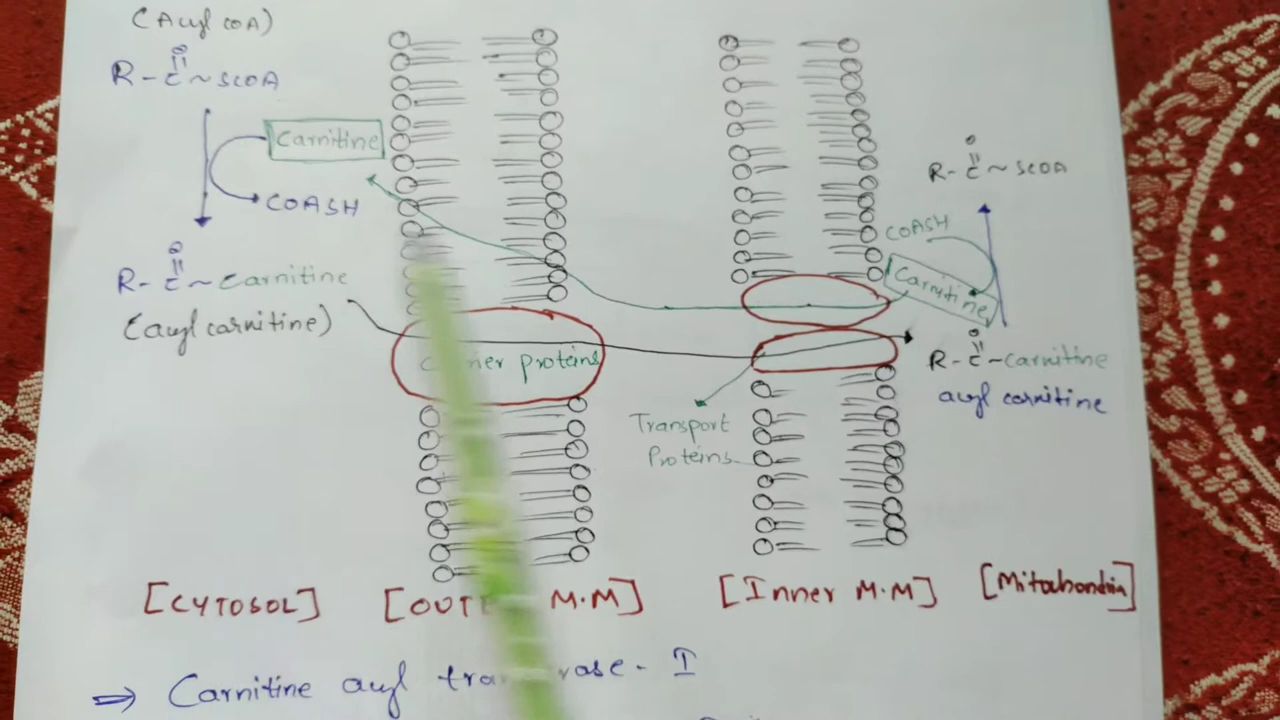 (Acyl COA)
O
R - C ~ SCOA
Carnitine
COASH
O
R - C ~ Carnitine
(acyl carnitine)
proteins
Transport
Proteins
O
R - C ~ SCOA
COASH
Carnitine
O
R - C ~ Carnitine
acyl carnitine
[CYTOSOL] [OUT M.M] [Inner M.M] [Mitochondria]
⇒ Carnitine acyl - I